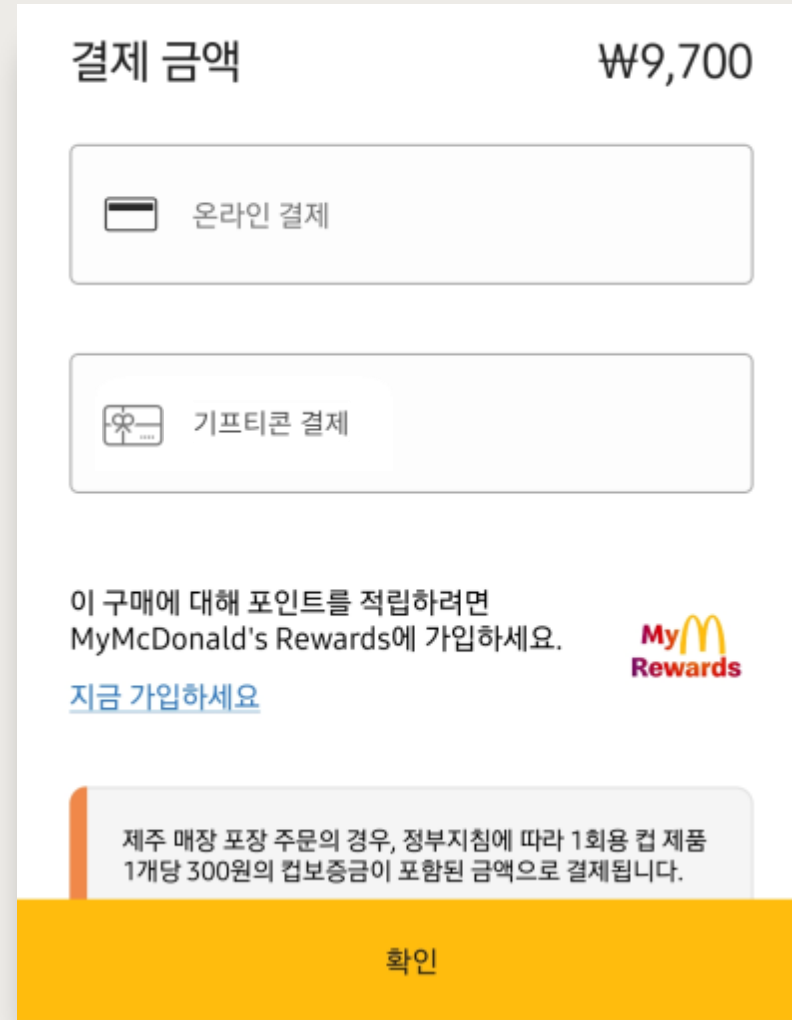 결제 금액 ₩9,700
온라인 결제
기프티콘 결제
이 구매에 대해 포인트를 적립하려면
MyMcDonald's Rewards에 가입하세요.
My
Rewards
지금 가입하세요
제주 매장 포장 주문의 경우, 정부지침에 따라 1회용 컵 제품
1개당 300원의 컵보증금이 포함된 금액으로 결제됩니다.
확인